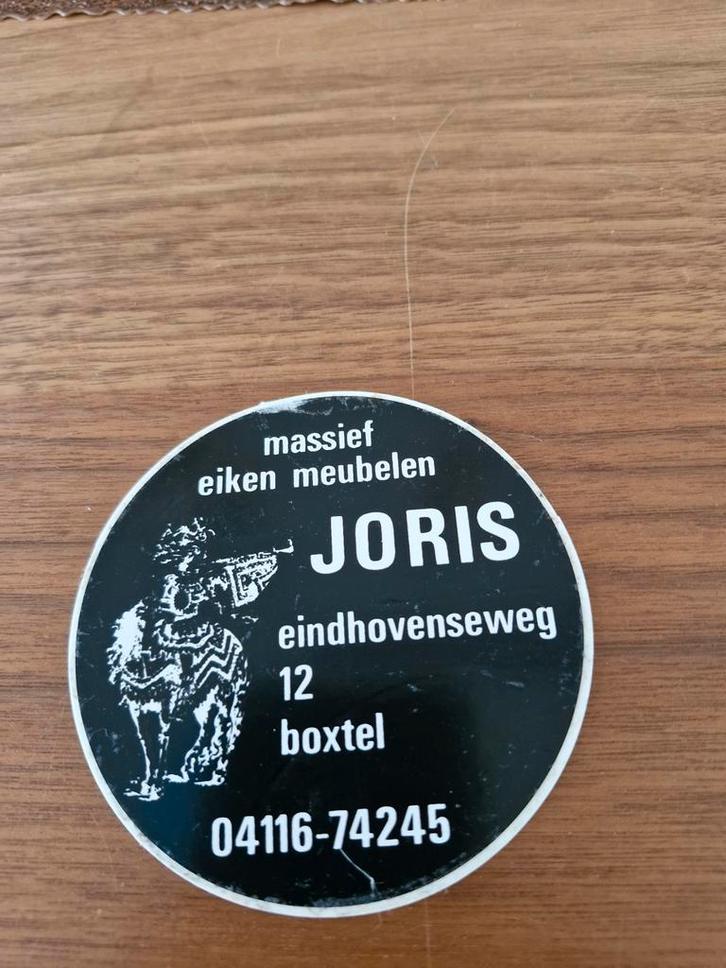 massief
eiken meubelen
JORIS
eindhovenseweg
12
boxtel
04116-74245